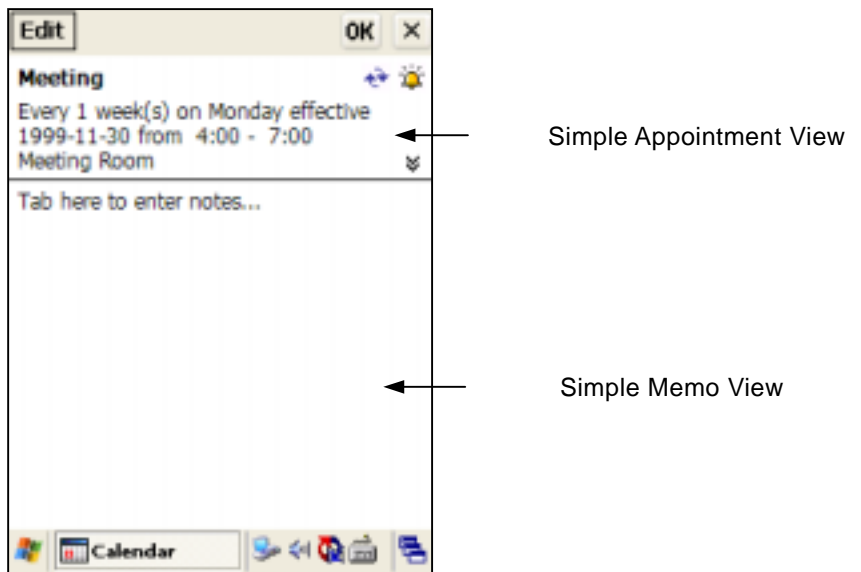 Edit OK ×
Meeting
Every 1 week(s) on Monday effective
1999-11-30 from 4:00 - 7:00
Meeting Room
Simple Appointment View
Tab here to enter notes...
Simple Memo View
Calendar